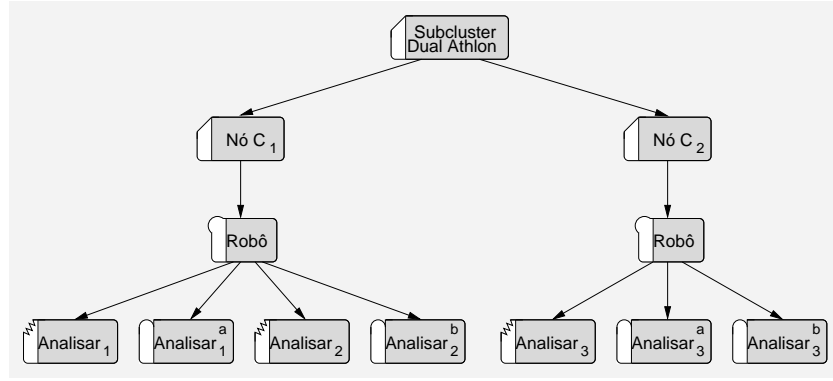 Subcluster
Dual Athlon
Nó C 1
Nó C 2
Robô
Robô
Analisar 1
Analisar a 1
Analisar 2
Analisar b 2
Analisar 3
Analisar a 3
Analisar b 3